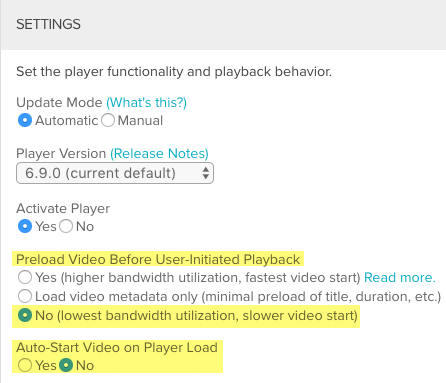 SETTINGS
Set the player functionality and playback behavior.
Update Mode (What's this?)
Automatic Manual
Player Version (Release Notes)
6.9.0 (current default)
Activate Player
Yes No
Preload Video Before User-Initiated Playback
Yes (higher bandwidth utilization, fastest video start) Read more.
Load video metadata only (minimal preload of title, duration, etc.)
No (lowest bandwidth utilization, slower video start)
Auto-Start Video on Player Load
Yes No